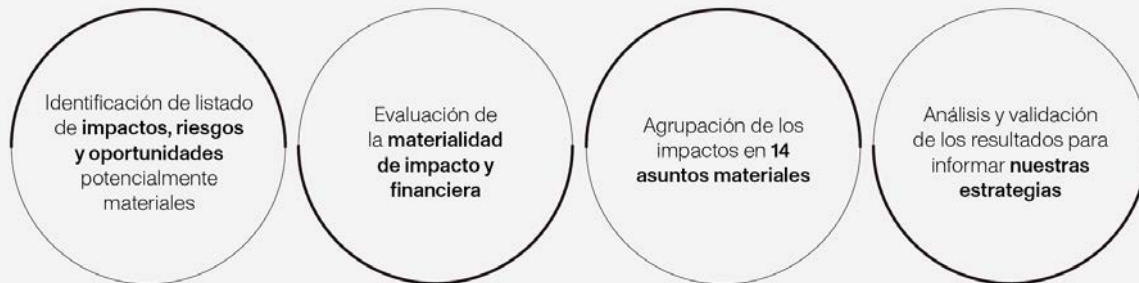 Identificación de listado
de impactos, riesgos
y oportunidades
potencialmente
materiales
Evaluación de
la materialidad
de impacto y
financiera
Agrupación de los
impactos en 14
asuntos materiales
Análisis y validación
de los resultados para
informar nuestras
estrategias